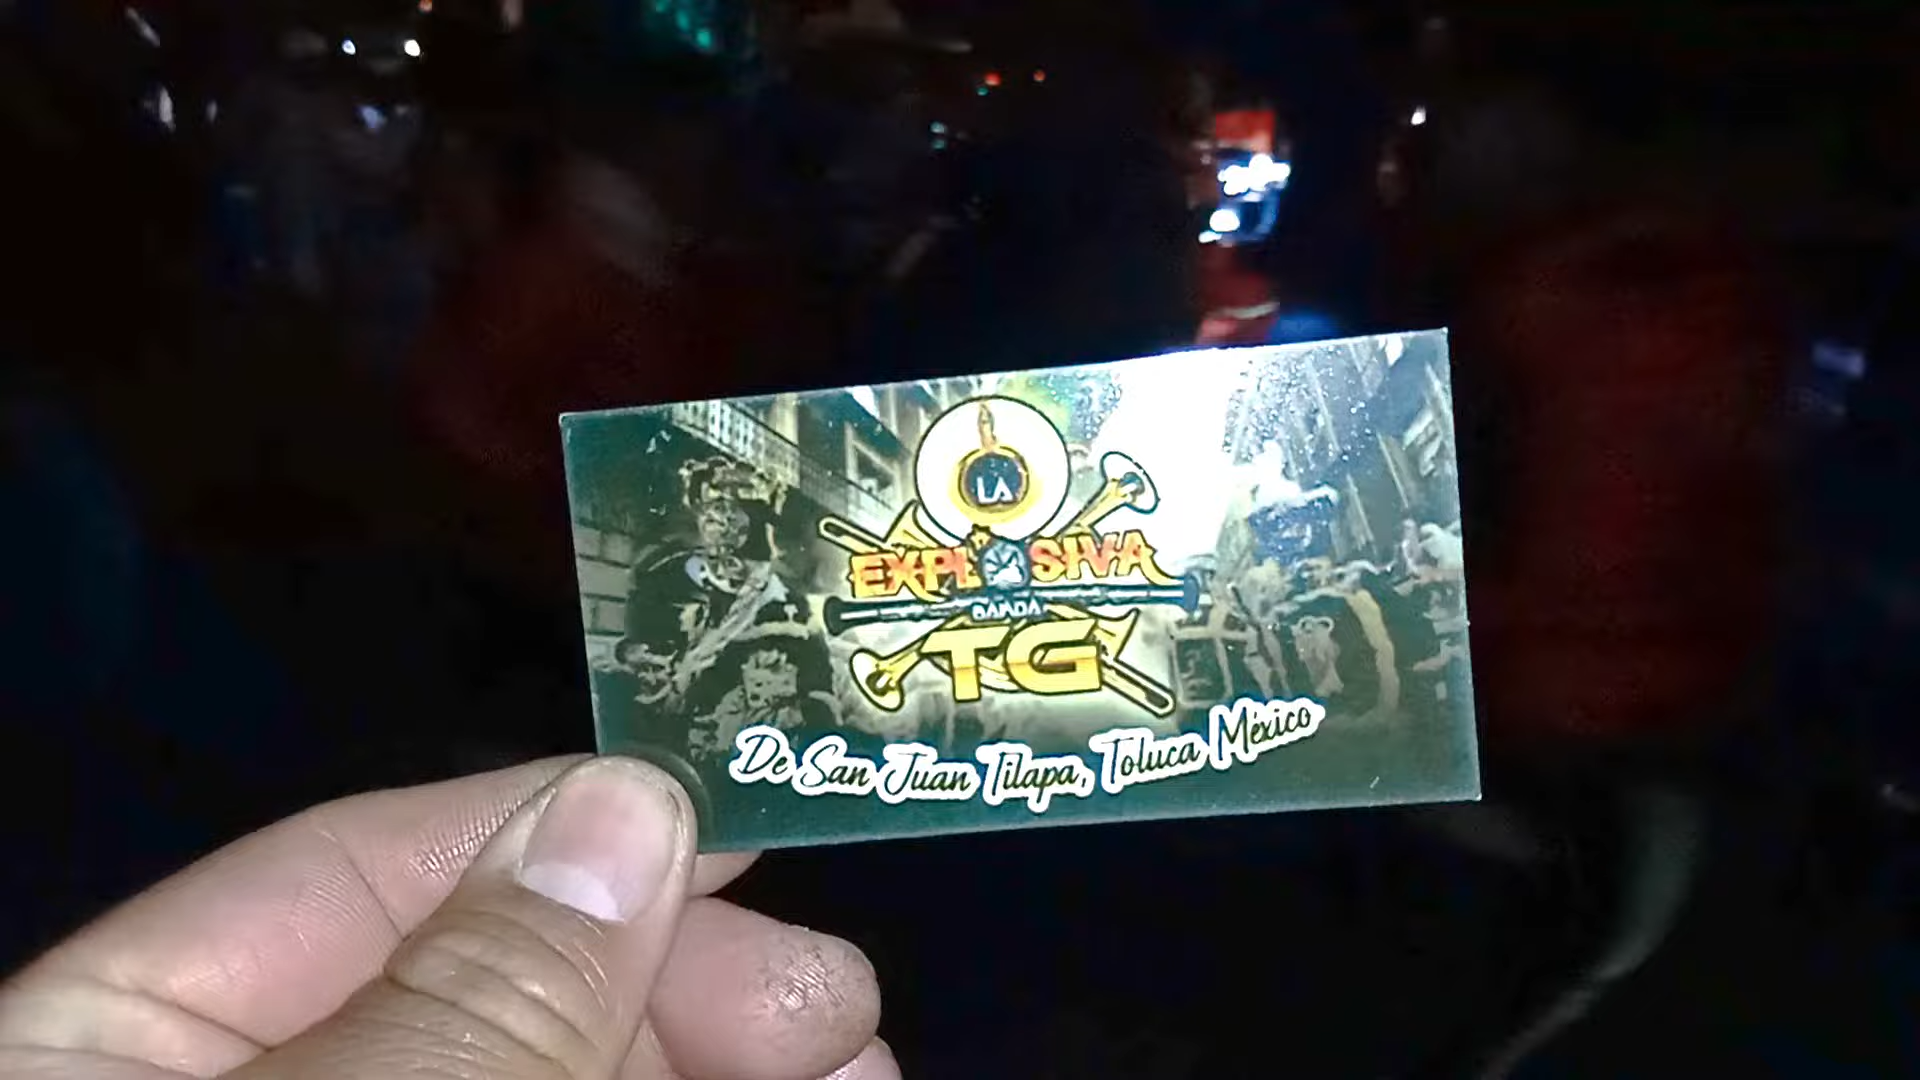 LA
EXPLOSIVA
BANDA
TG
De San Juan Tilapa, Toluca México